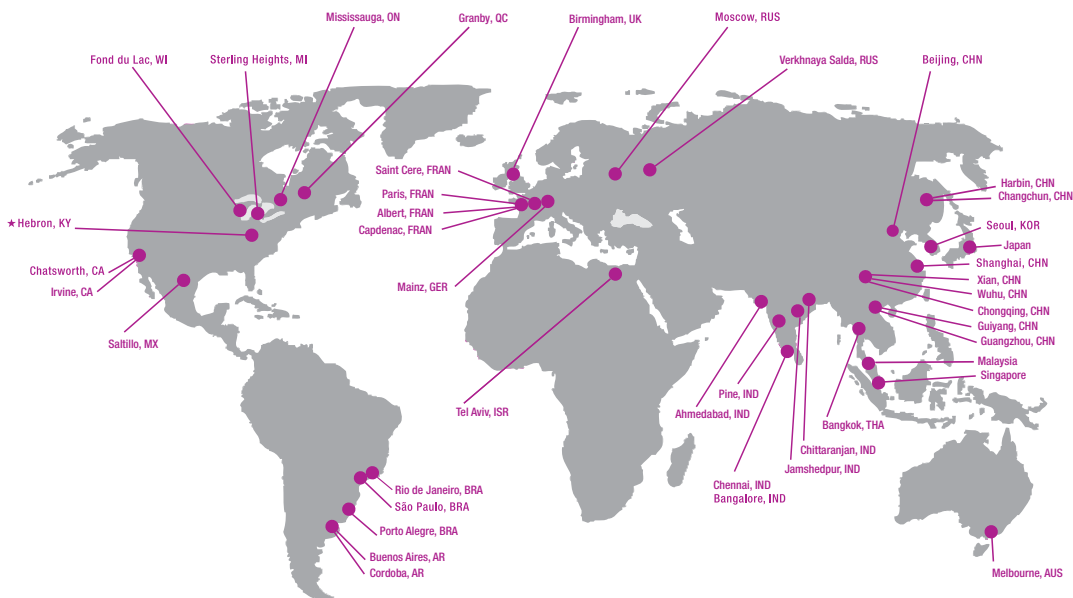 Mississauga, ON
Granby, QC
Birmingham, UK
Moscow, RUS
Fond du Lac, WI
Sterling Heights, MI
Verkhnaya Salda, RUS
Beijing, CHN
Saint Cere, FRAN
Paris, FRAN
Albert, FRAN
Capdenac, FRAN
Harbin, CHN
Changchun, CHN
★Hebron, KY
Seoul, KOR
Japan
Chatsworth, CA
Irvine, CA
Mainz, GER
Shanghai, CHN
Xian, CHN
Wuhu, CHN
Chongqing, CHN
Guiyang, CHN
Guangzhou, CHN
Saltillo, MX
Malaysia
Singapore
Tel Aviv, ISR
Pine, IND
Ahmedabad, IND
Bangkok, THA
Chittaranjan, IND
Jamshedpur, IND
Chennai, IND
Bangalore, IND
Rio de Janeiro, BRA
São Paulo, BRA
Porto Alegre, BRA
Buenos Aires, AR
Cordoba, AR
Melbourne, AUS